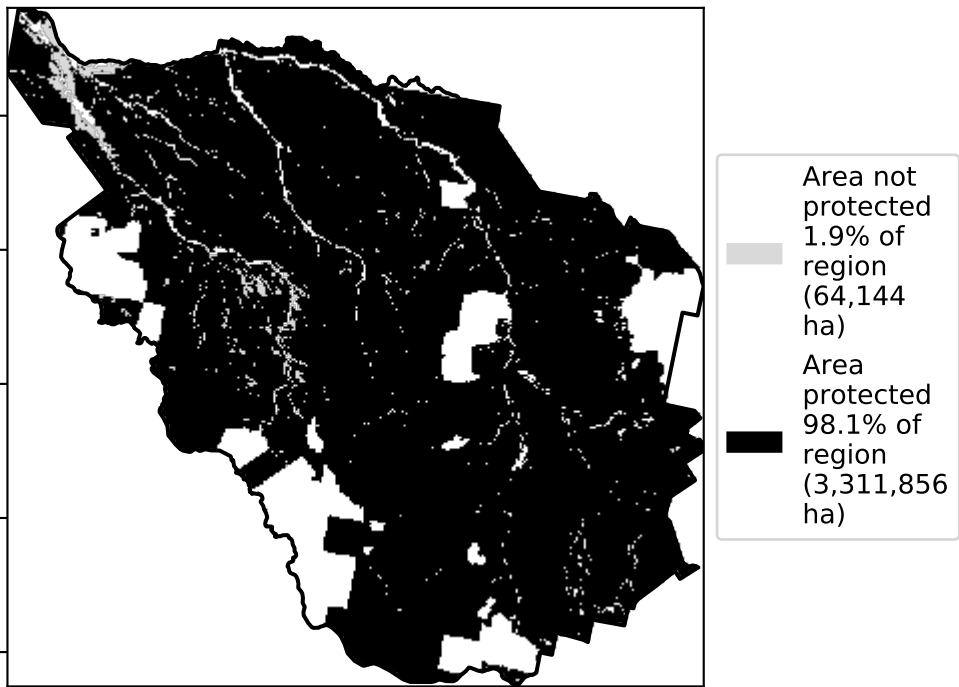 Area not
protected
1.9% of
region
(64,144
ha)
Area
protected
98.1% of
region
(3,311,856
ha)